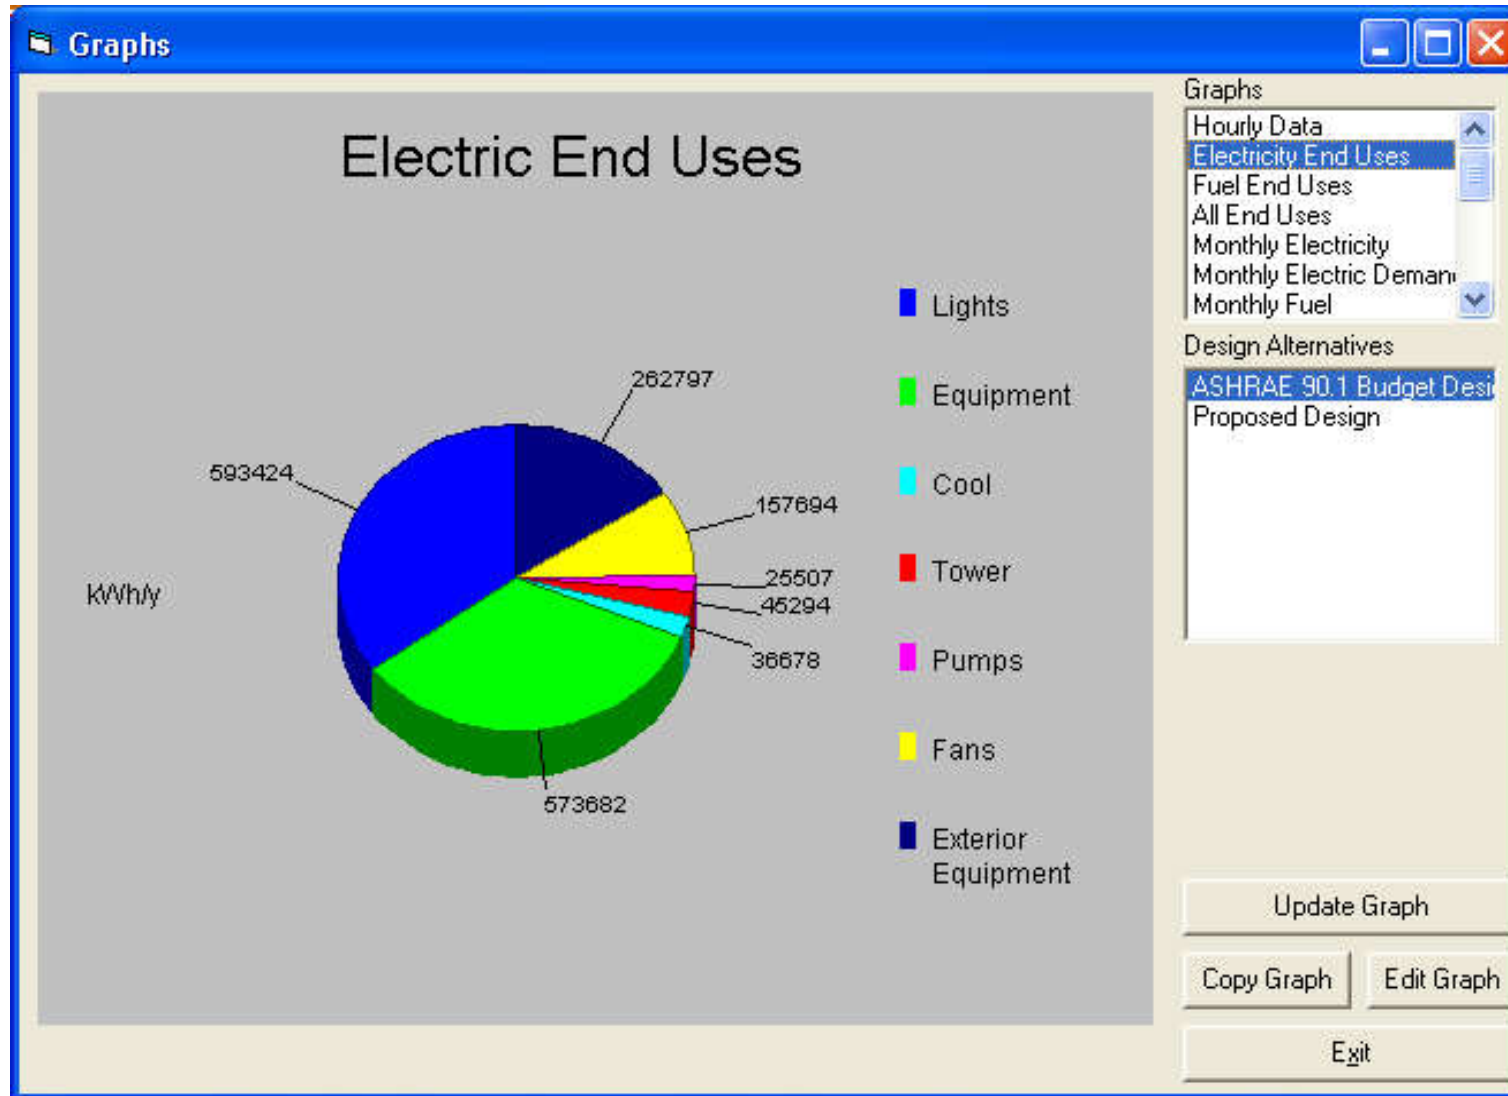 Graphs
Electric End Uses
262797
593424
157694
25507
45294
36678
573682
kWh/y
Lights
Equipment
Cool
Tower
Pumps
Fans
Exterior
Equipment
Graphs
Hourly Data
Electricity End Uses
Fuel End Uses
All End Uses
Monthly Electricity
Monthly Electric Deman
Monthly Fuel
Design Alternatives
ASHRAE 90.1 Budget Desi
Proposed Design
Update Graph
Copy Graph
Edit Graph
Exit